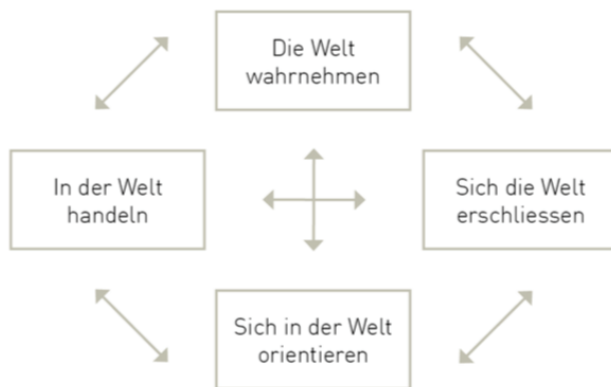 Die Welt
wahrnehmen
In der Welt
handeln
Sich die Welt
erschliessen
Sich in der Welt
orientieren